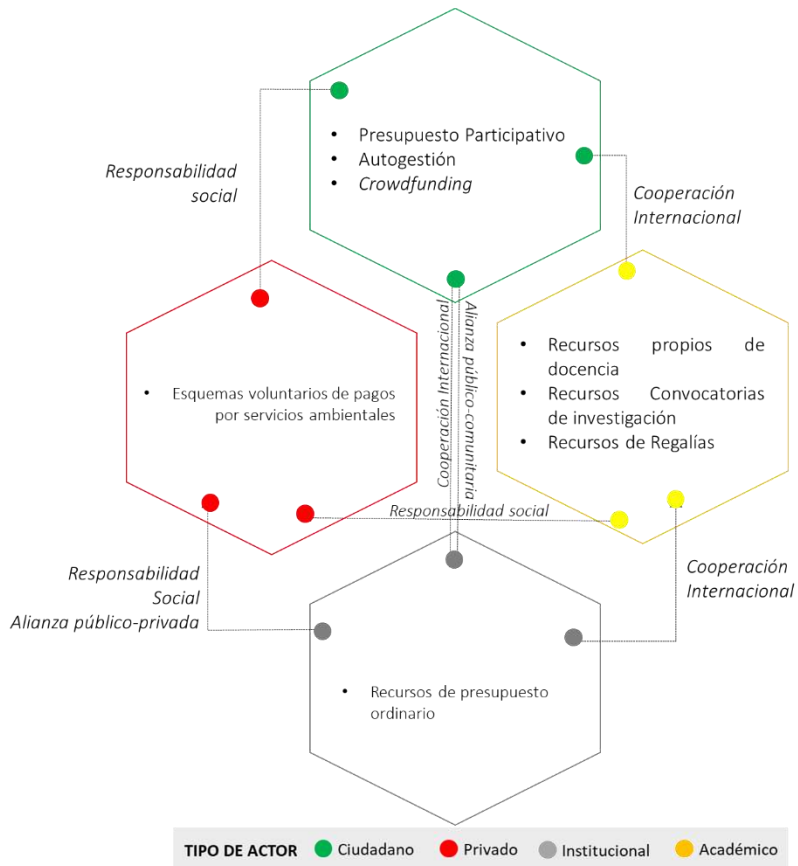 • Presupuesto Participativo
• Autogestión
• Crowdfunding
Responsabilidad
social
Cooperación
Internacional
Cooperación Internacional
Alianza público-comunitaria
• Esquemas voluntarios de pagos
por servicios ambientales
• Recursos propios de
docencia
• Recursos Convocatorias
de investigación
• Recursos de Regalías
Responsabilidad social
Responsabilidad
Social
Alianza público-privada
Cooperación
Internacional
• Recursos de presupuesto
ordinario
TIPO DE ACTOR Ciudadano Privado Institucional Académico